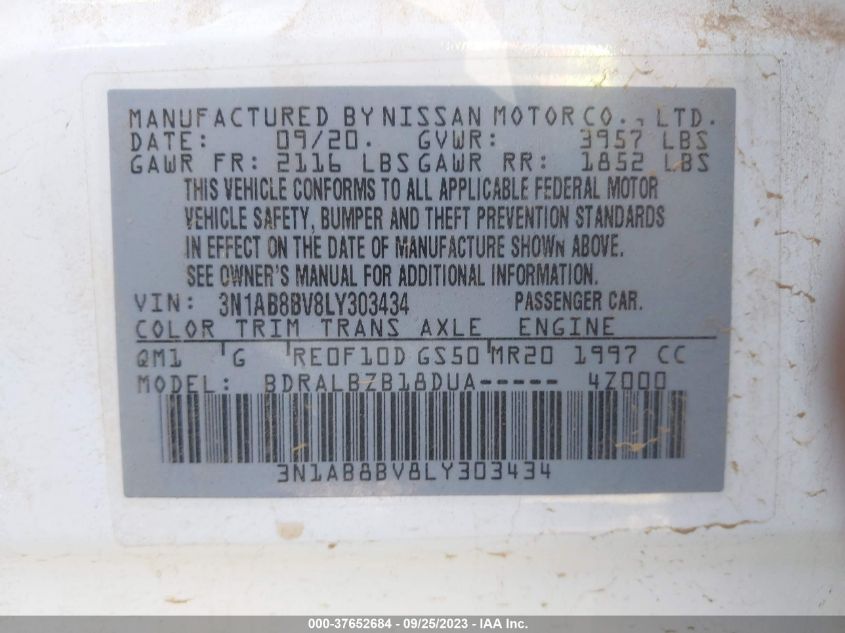 MANUFACTURED BY NISSAN MOTOR CO., LTD.
DATE: 09/20. GVWR: 3957 LBS
GAWR FR: 2116 LBS GAWR RR: 1852 LBS
THIS VEHICLE CONFORMS TO ALL APPLICABLE FEDERAL MOTOR
VEHICLE SAFETY, BUMPER AND THEFT PREVENTION STANDARDS
IN EFFECT ON THE DATE OF MANUFACTURE SHOWN ABOVE.
SEE OWNER'S MANUAL FOR ADDITIONAL INFORMATION.
VIN: 3N1AB8BV8LY303434 PASSENGER CAR.
COLOR TRIM TRANS AXLE ENGINE
QM1 G RE0F10D GS50 MR20 1997 CC
MODEL: BDRALBZB18DUA----- 4Z000
3N1AB8BV8LY303434
000-37652684 - 09/25/2023 - IAA Inc.